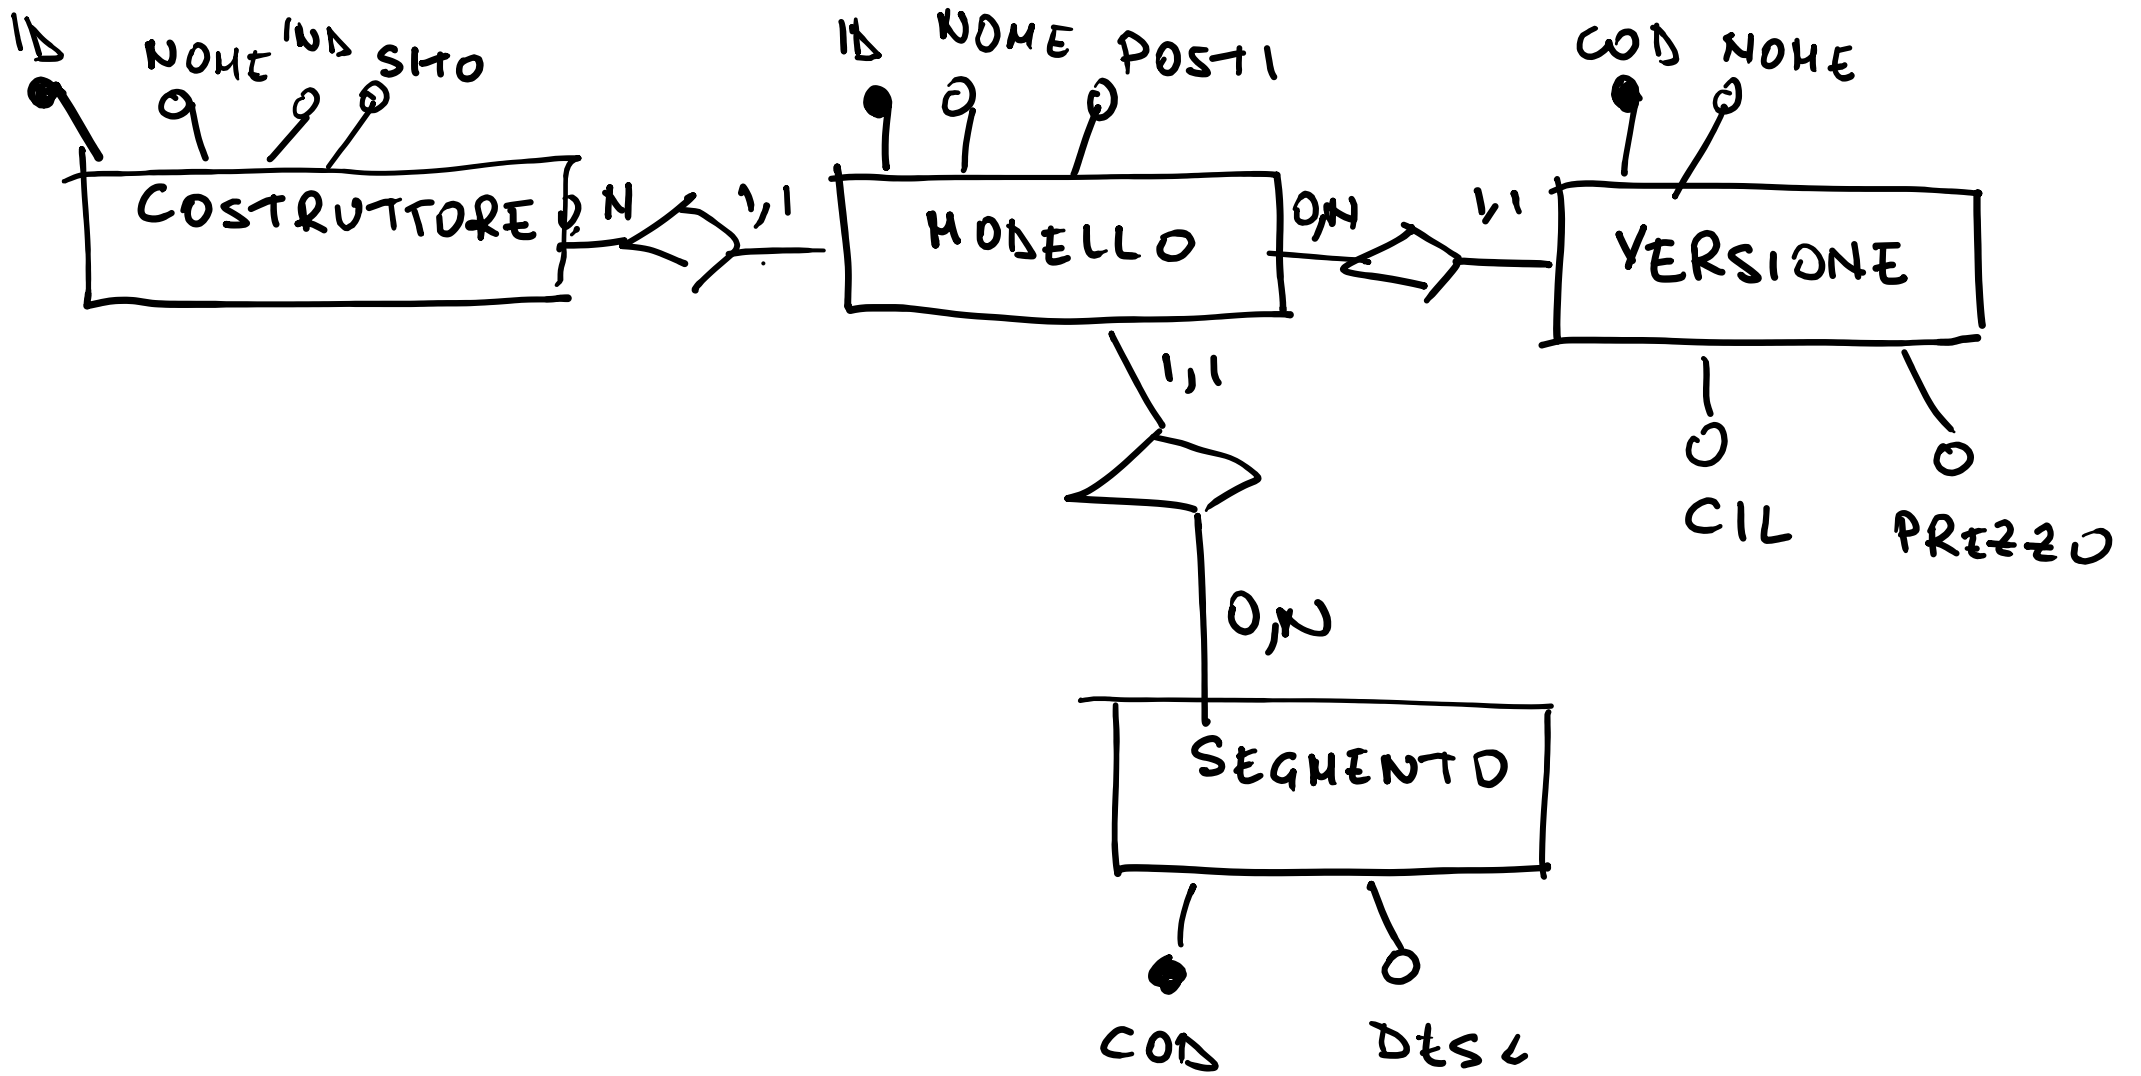 ID NOME IND SITO
ID NOME POSTI
COD NOME
COSTRUTTORE 0,N 1,1
MODELLO 0,N 1,1
VERSIONE
1,1
CIL PREZZO
0,N
SEGMENTO
COD DESC